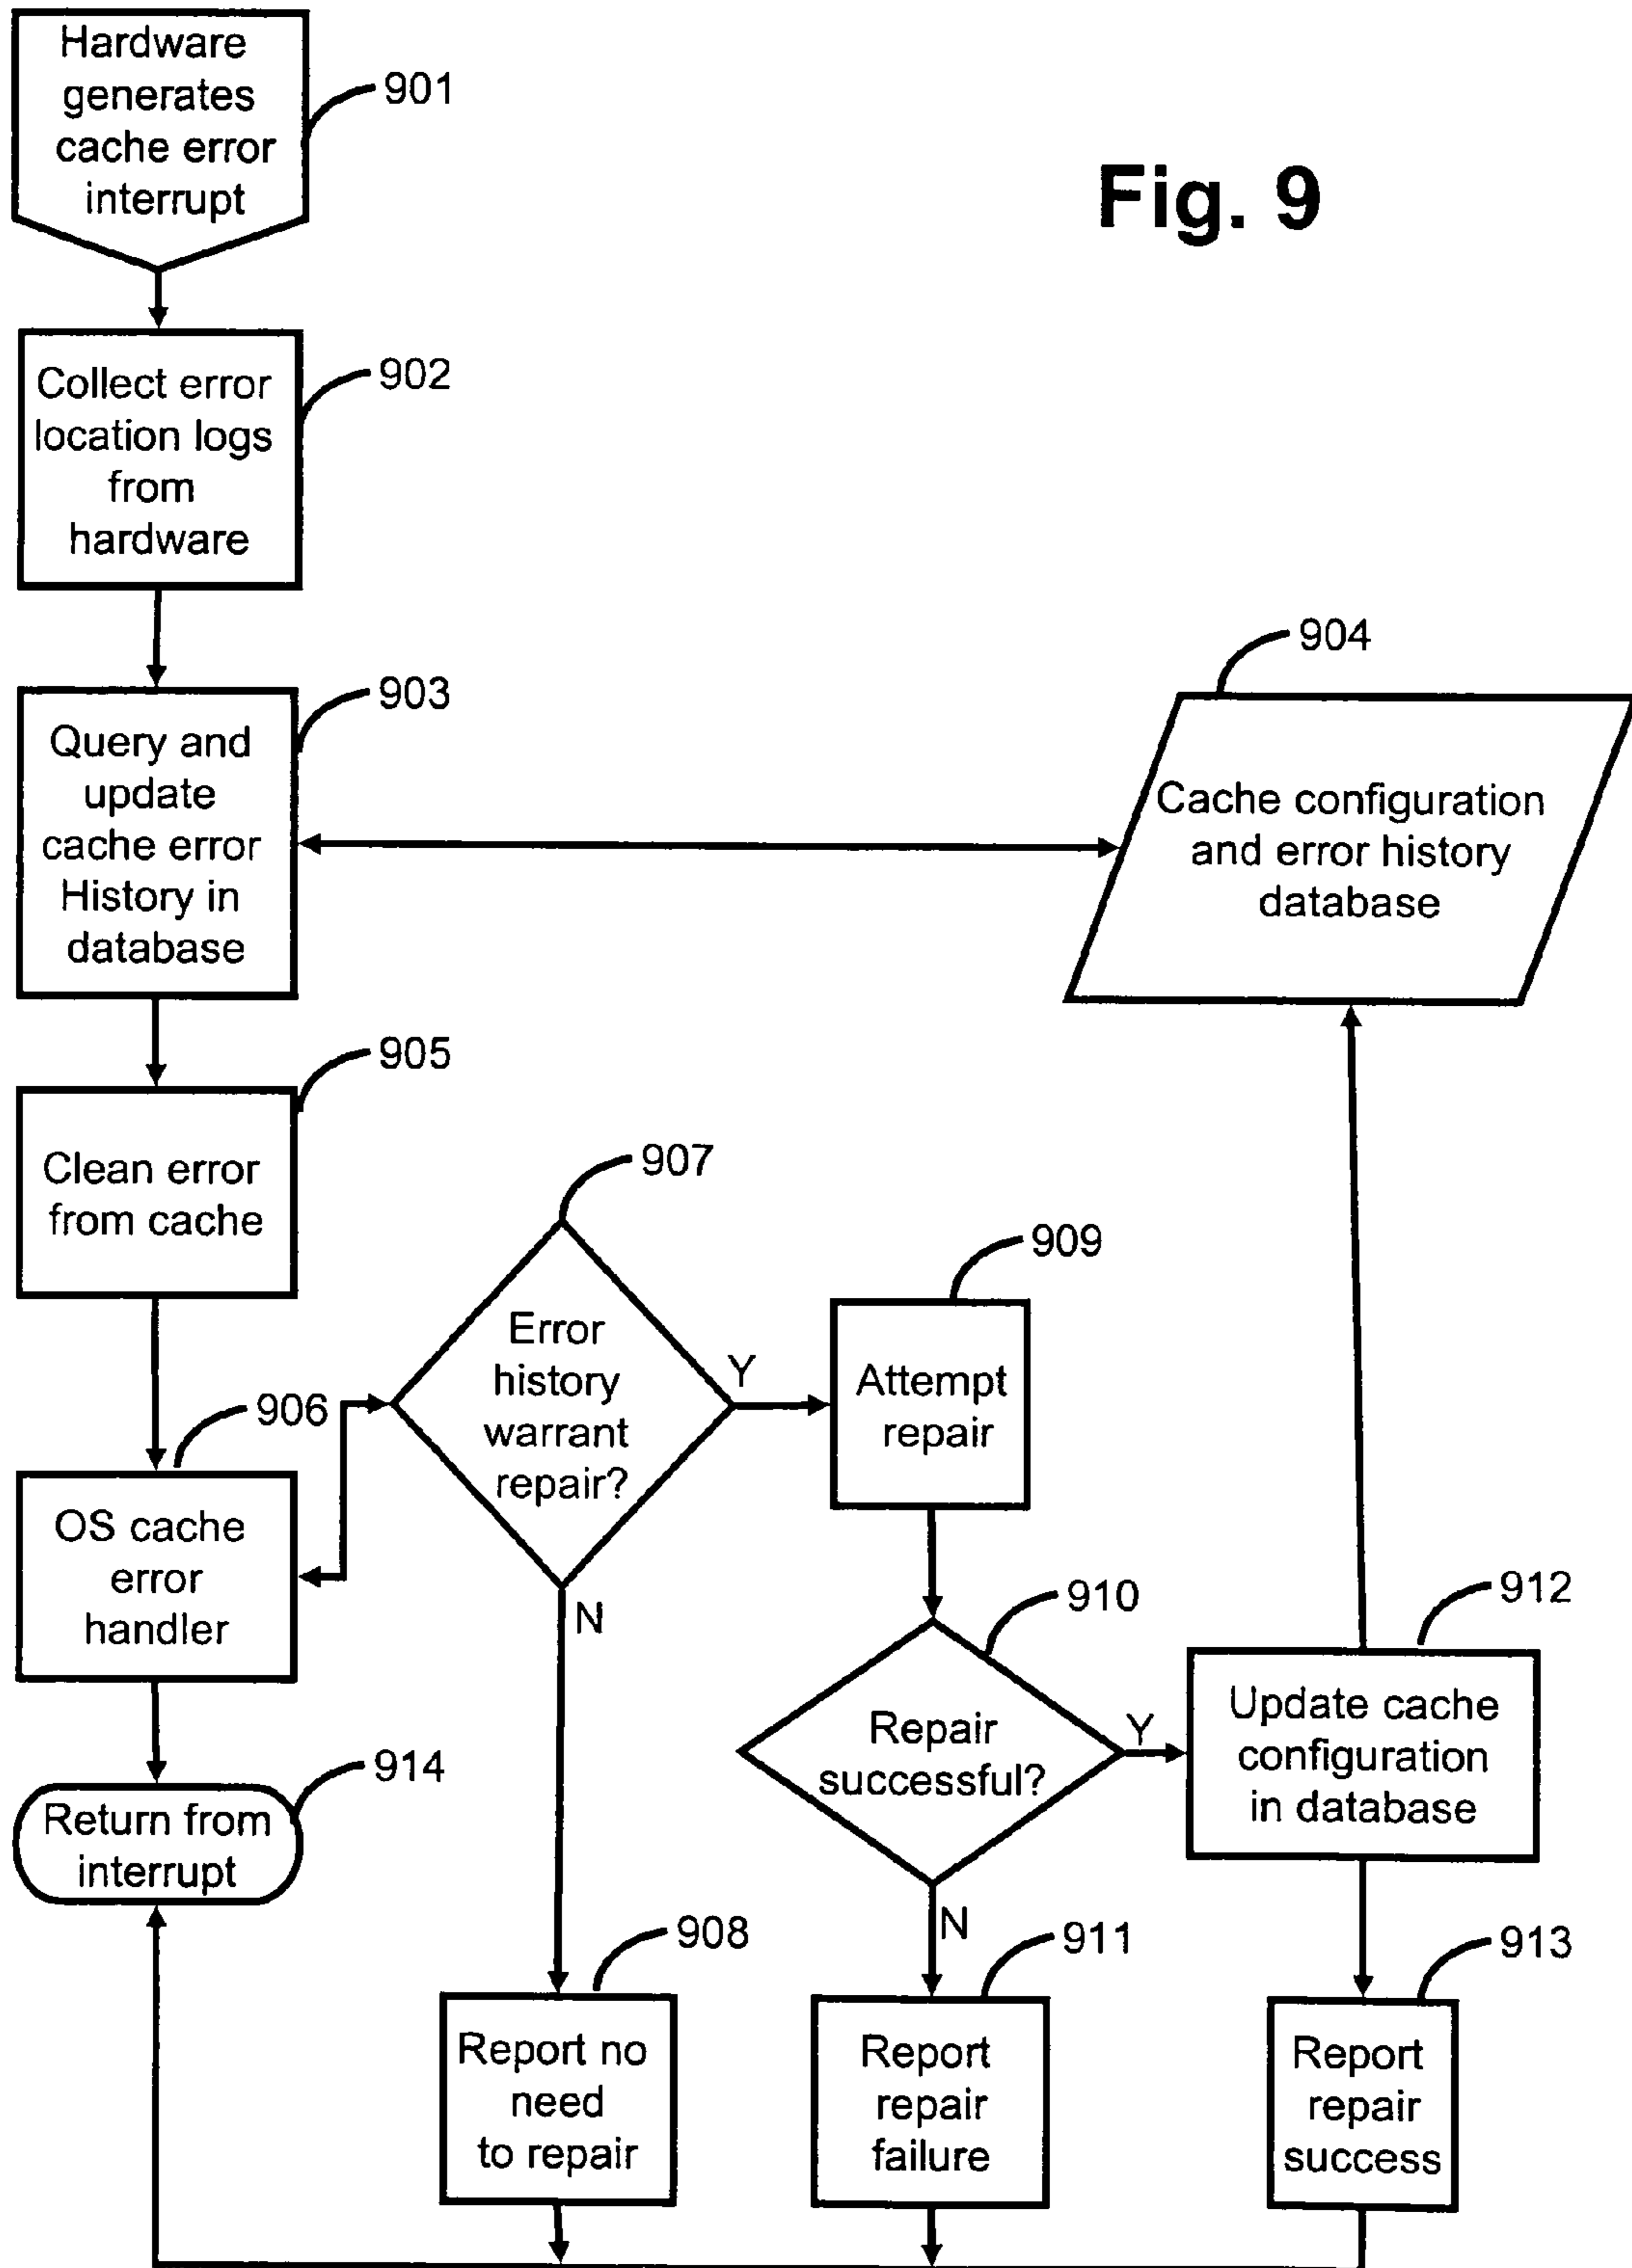 Fig. 9
Hardware
generates
cache error
interrupt
901
Collect error
location logs
from
hardware
902
Query and
update
cache error
History in
database
903
904
Cache configuration
and error history
database
Clean error
from cache
905
OS cache
error
handler
906
Error
history
warrant
repair?
907
Y
N
Attempt
repair
909
Repair
successful?
910
Y
N
Update cache
configuration
in database
912
Return from
interrupt
914
Report no
need
to repair
908
Report
repair
failure
911
Report
repair
success
913